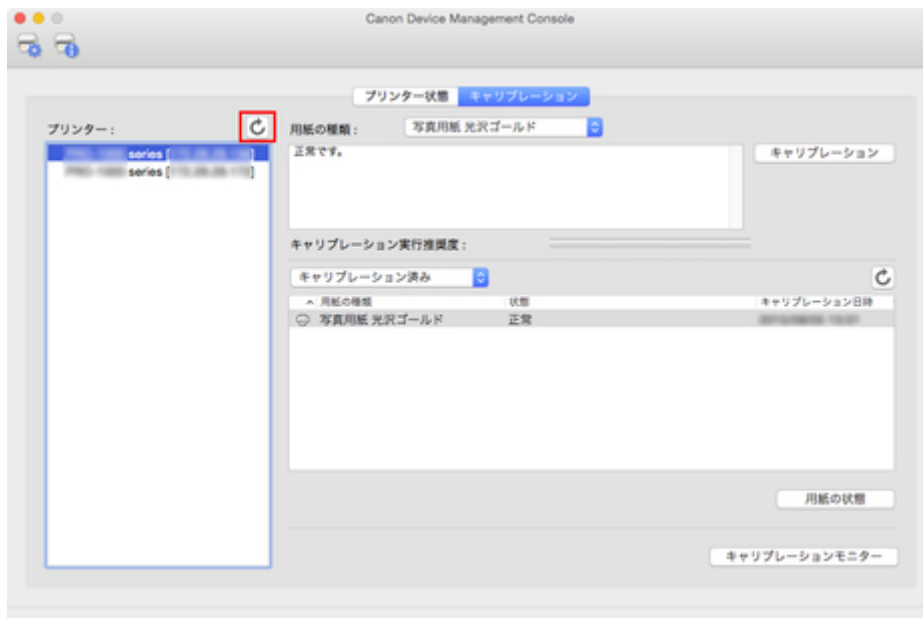 Canon Device Management Console
プリンター状態 キャリブレーション
プリンター：
用紙の種類： 写真用紙 光沢ゴールド
series [
series [ ]
正常です。
キャリブレーション
キャリブレーション実行推奨度：
キャリブレーション済み
用紙の種類 状態 キャリブレーション日時
写真用紙 光沢ゴールド 正常
用紙の状態
キャリブレーションモニター